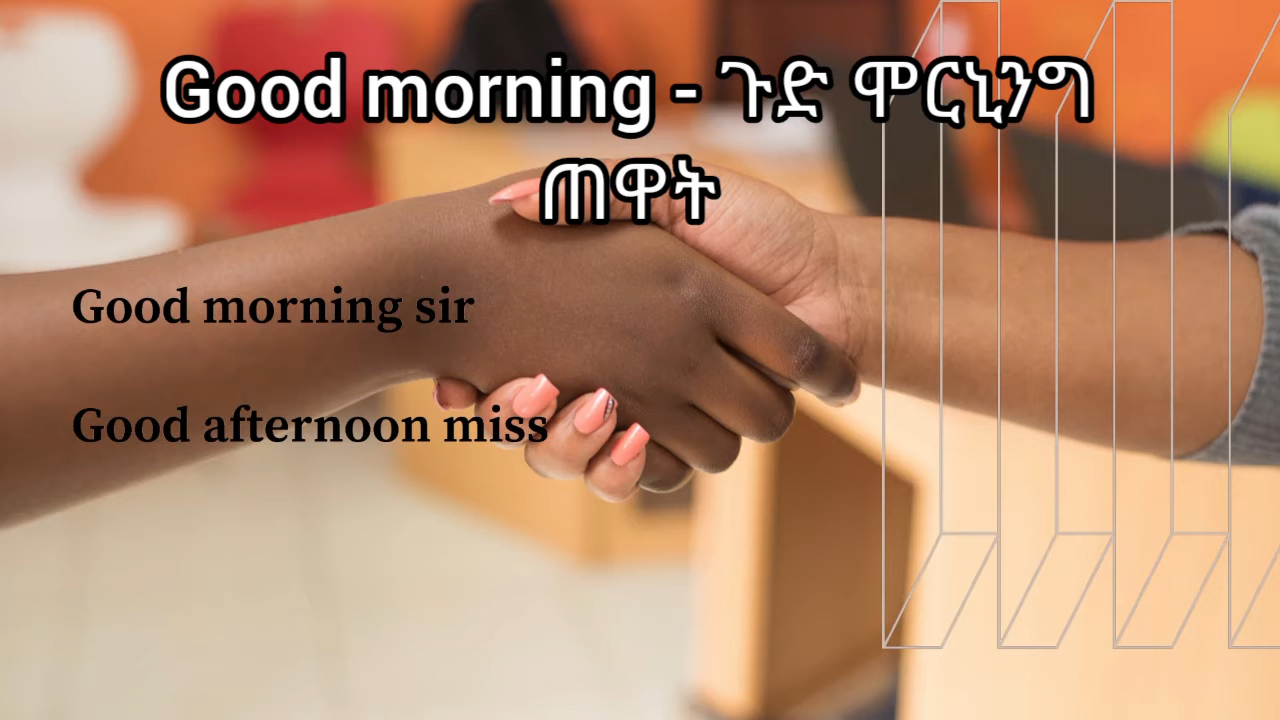 Good morning - ጉድ ሞርኒንግ
ጠዋት
Good morning sir
Good afternoon miss